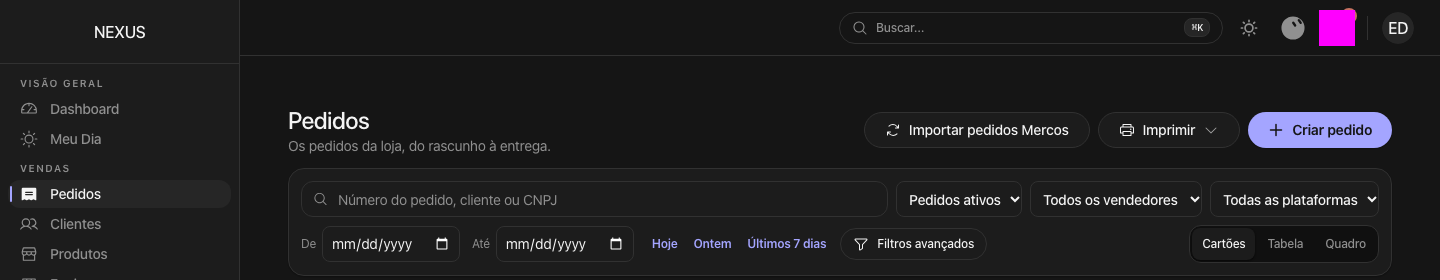 NEXUS
Buscar...
⌘K
ED
VISÃO GERAL
Dashboard
Meu Dia
VENDAS
Pedidos
Clientes
Produtos
Pedidos
Os pedidos da loja, do rascunho à entrega.
Importar pedidos Mercos
Imprimir
Criar pedido
Número do pedido, cliente ou CNPJ
Pedidos ativos
Todos os vendedores
Todas as plataformas
De mm/dd/yyyy Até mm/dd/yyyy Hoje Ontem Últimos 7 dias Filtros avançados
Cartões Tabela Quadro